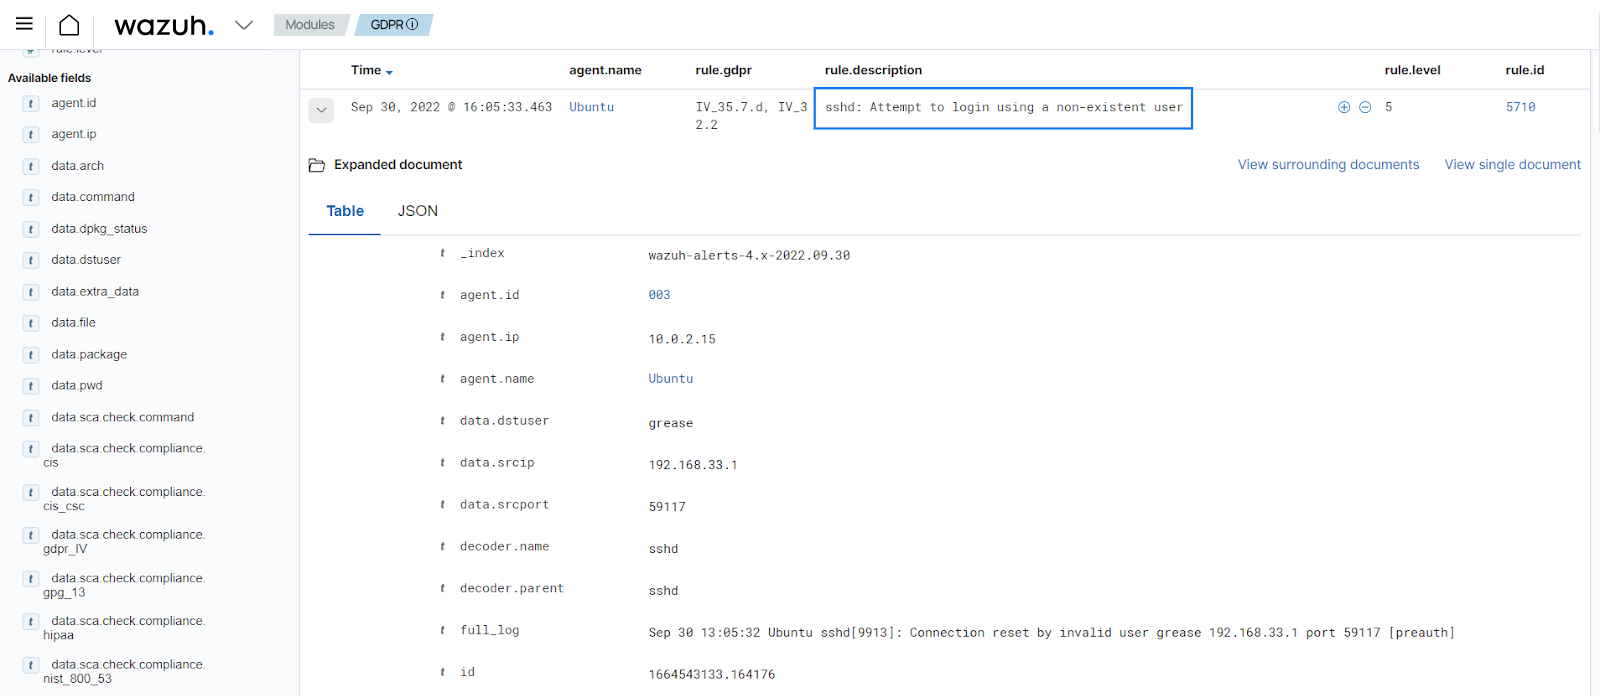 wazuh.
Modules
GDPR
rule.level
Available fields
t agent.id
t agent.ip
t data.arch
t data.command
t data.dpkg_status
t data.dstuser
t data.extra_data
t data.file
t data.package
t data.pwd
t data.sca.check.command
t data.sca.check.compliance.
cis
t data.sca.check.compliance.
cis_csc
t data.sca.check.compliance.
gdpr_IV
t data.sca.check.compliance.
gpg_13
t data.sca.check.compliance.
hipaa
t data.sca.check.compliance.
nist_800_53
Time agent.name rule.gdpr rule.description rule.level rule.id
Sep 30, 2022 @ 16:05:33.463 Ubuntu IV_35.7.d, IV_3 sshd: Attempt to login using a non-existent user 5 5710
2.2
Expanded document View surrounding documents View single document
Table JSON
t _index wazuh-alerts-4.x-2022.09.30
t agent.id 003
t agent.ip 10.0.2.15
t agent.name Ubuntu
t data.dstuser grease
t data.srcip 192.168.33.1
t data.srcport 59117
t decoder.name sshd
t decoder.parent sshd
t full_log Sep 30 13:05:32 Ubuntu sshd[9913]: Connection reset by invalid user grease 192.168.33.1 port 59117 [preauth]
t id 1664543133.164176